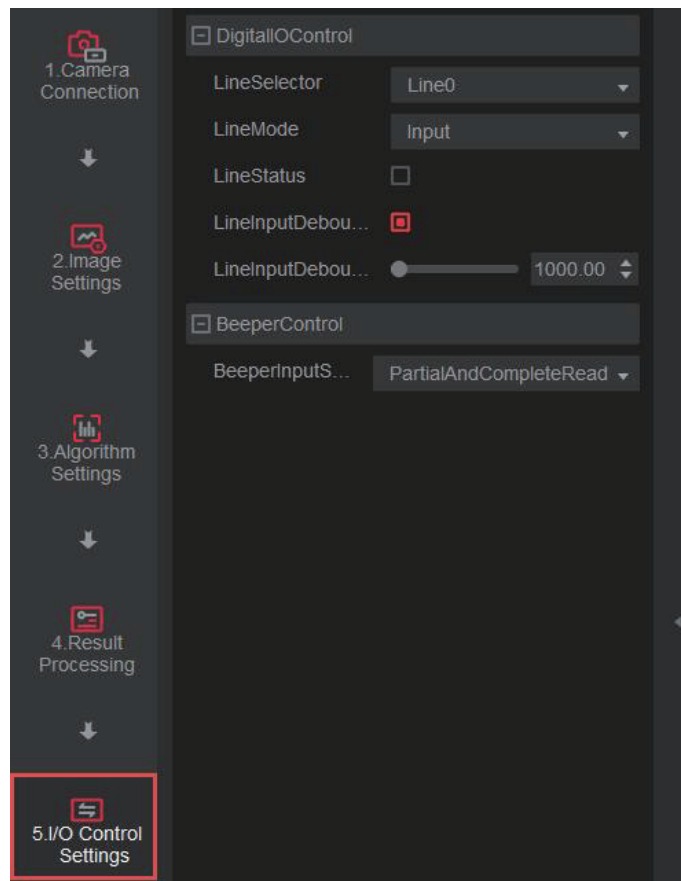 1.Camera
Connection
2.Image
Settings
3.Algorithm
Settings
4.Result
Processing
5.I/O Control
Settings
DigitalIOControl
LineSelector Line0
LineMode Input
LineStatus
LineInputDebou...
LineInputDebou... 1000.00
BeeperControl
BeeperInputS... PartialAndCompleteRead